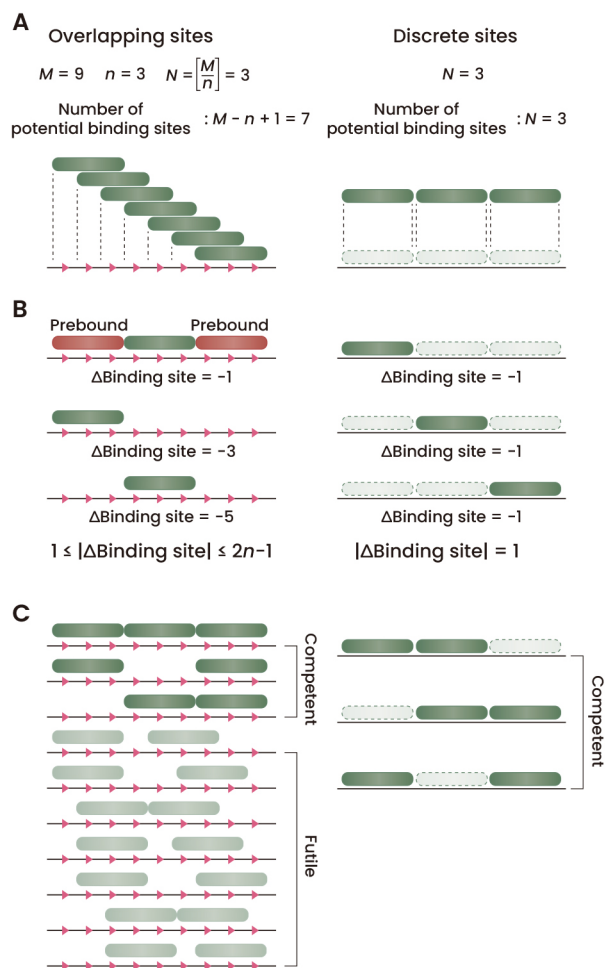 A
Overlapping sites
Discrete sites
M = 9 n = 3 N = [M/n] = 3
N = 3
Number of
potential binding sites : M - n + 1 = 7
Number of
potential binding sites : N = 3
B
Prebound Prebound
ΔBinding site = -1
ΔBinding site = -1
ΔBinding site = -3
ΔBinding site = -1
ΔBinding site = -5
ΔBinding site = -1
1 ≤ |ΔBinding site| ≤ 2n-1
|ΔBinding site| = 1
C
Competent
Futile
Competent